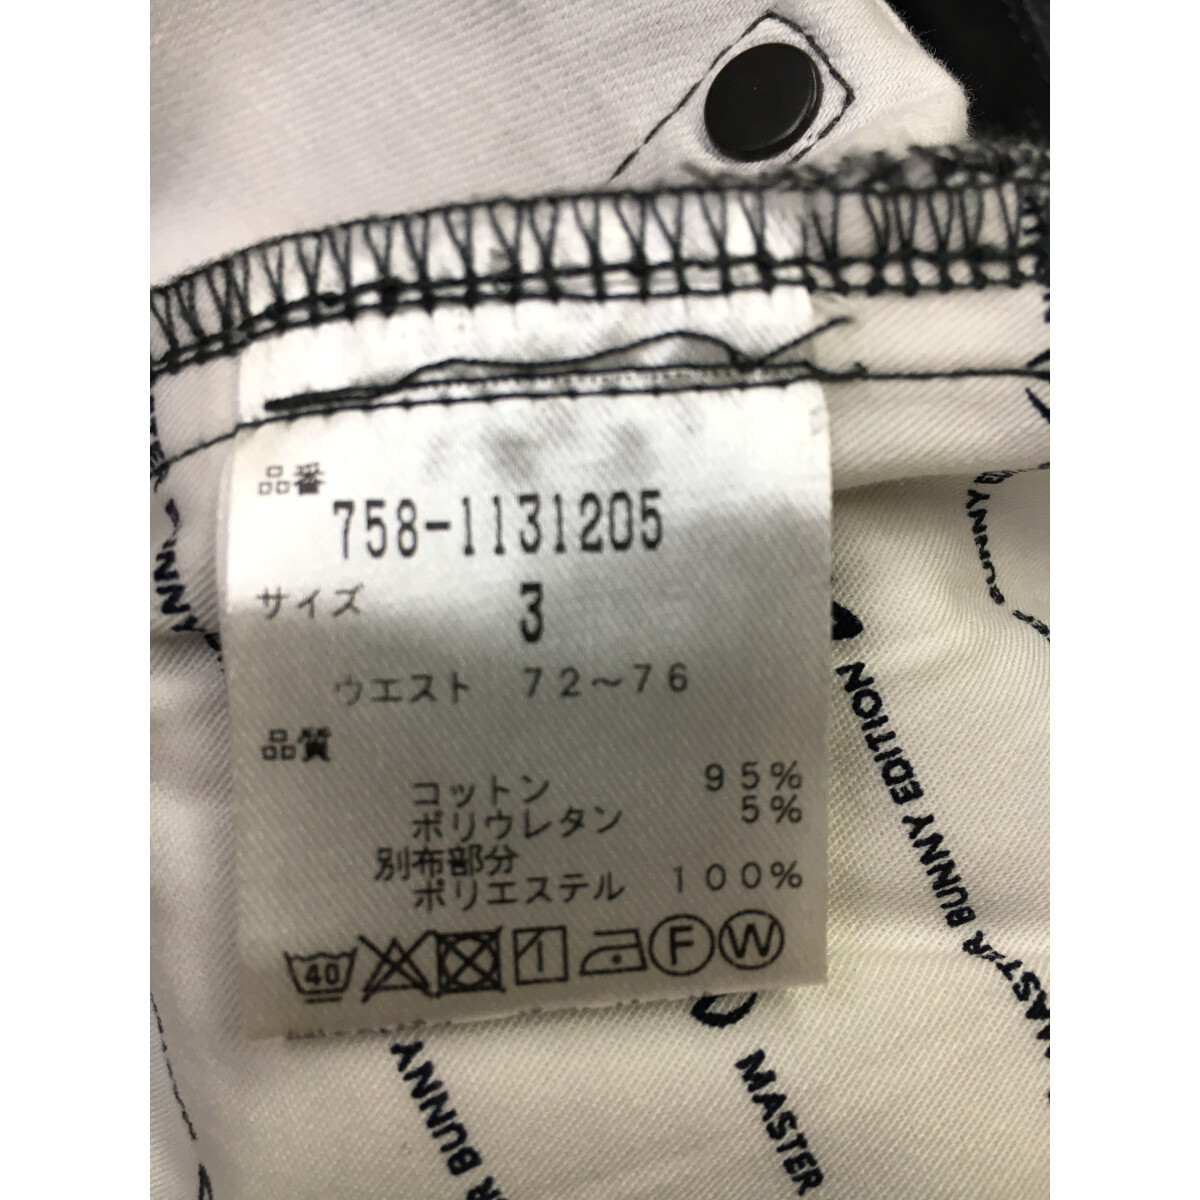 品番
758-1131205
サイズ 3
ウエスト 72～76
品質
コットン 95%
ポリウレタン 5%
別布部分
ポリエステル 100%
40 1 F W
BUNNY EDITION
MASTER BUNNY EDITION
MASTER
BUNNY
MASTER